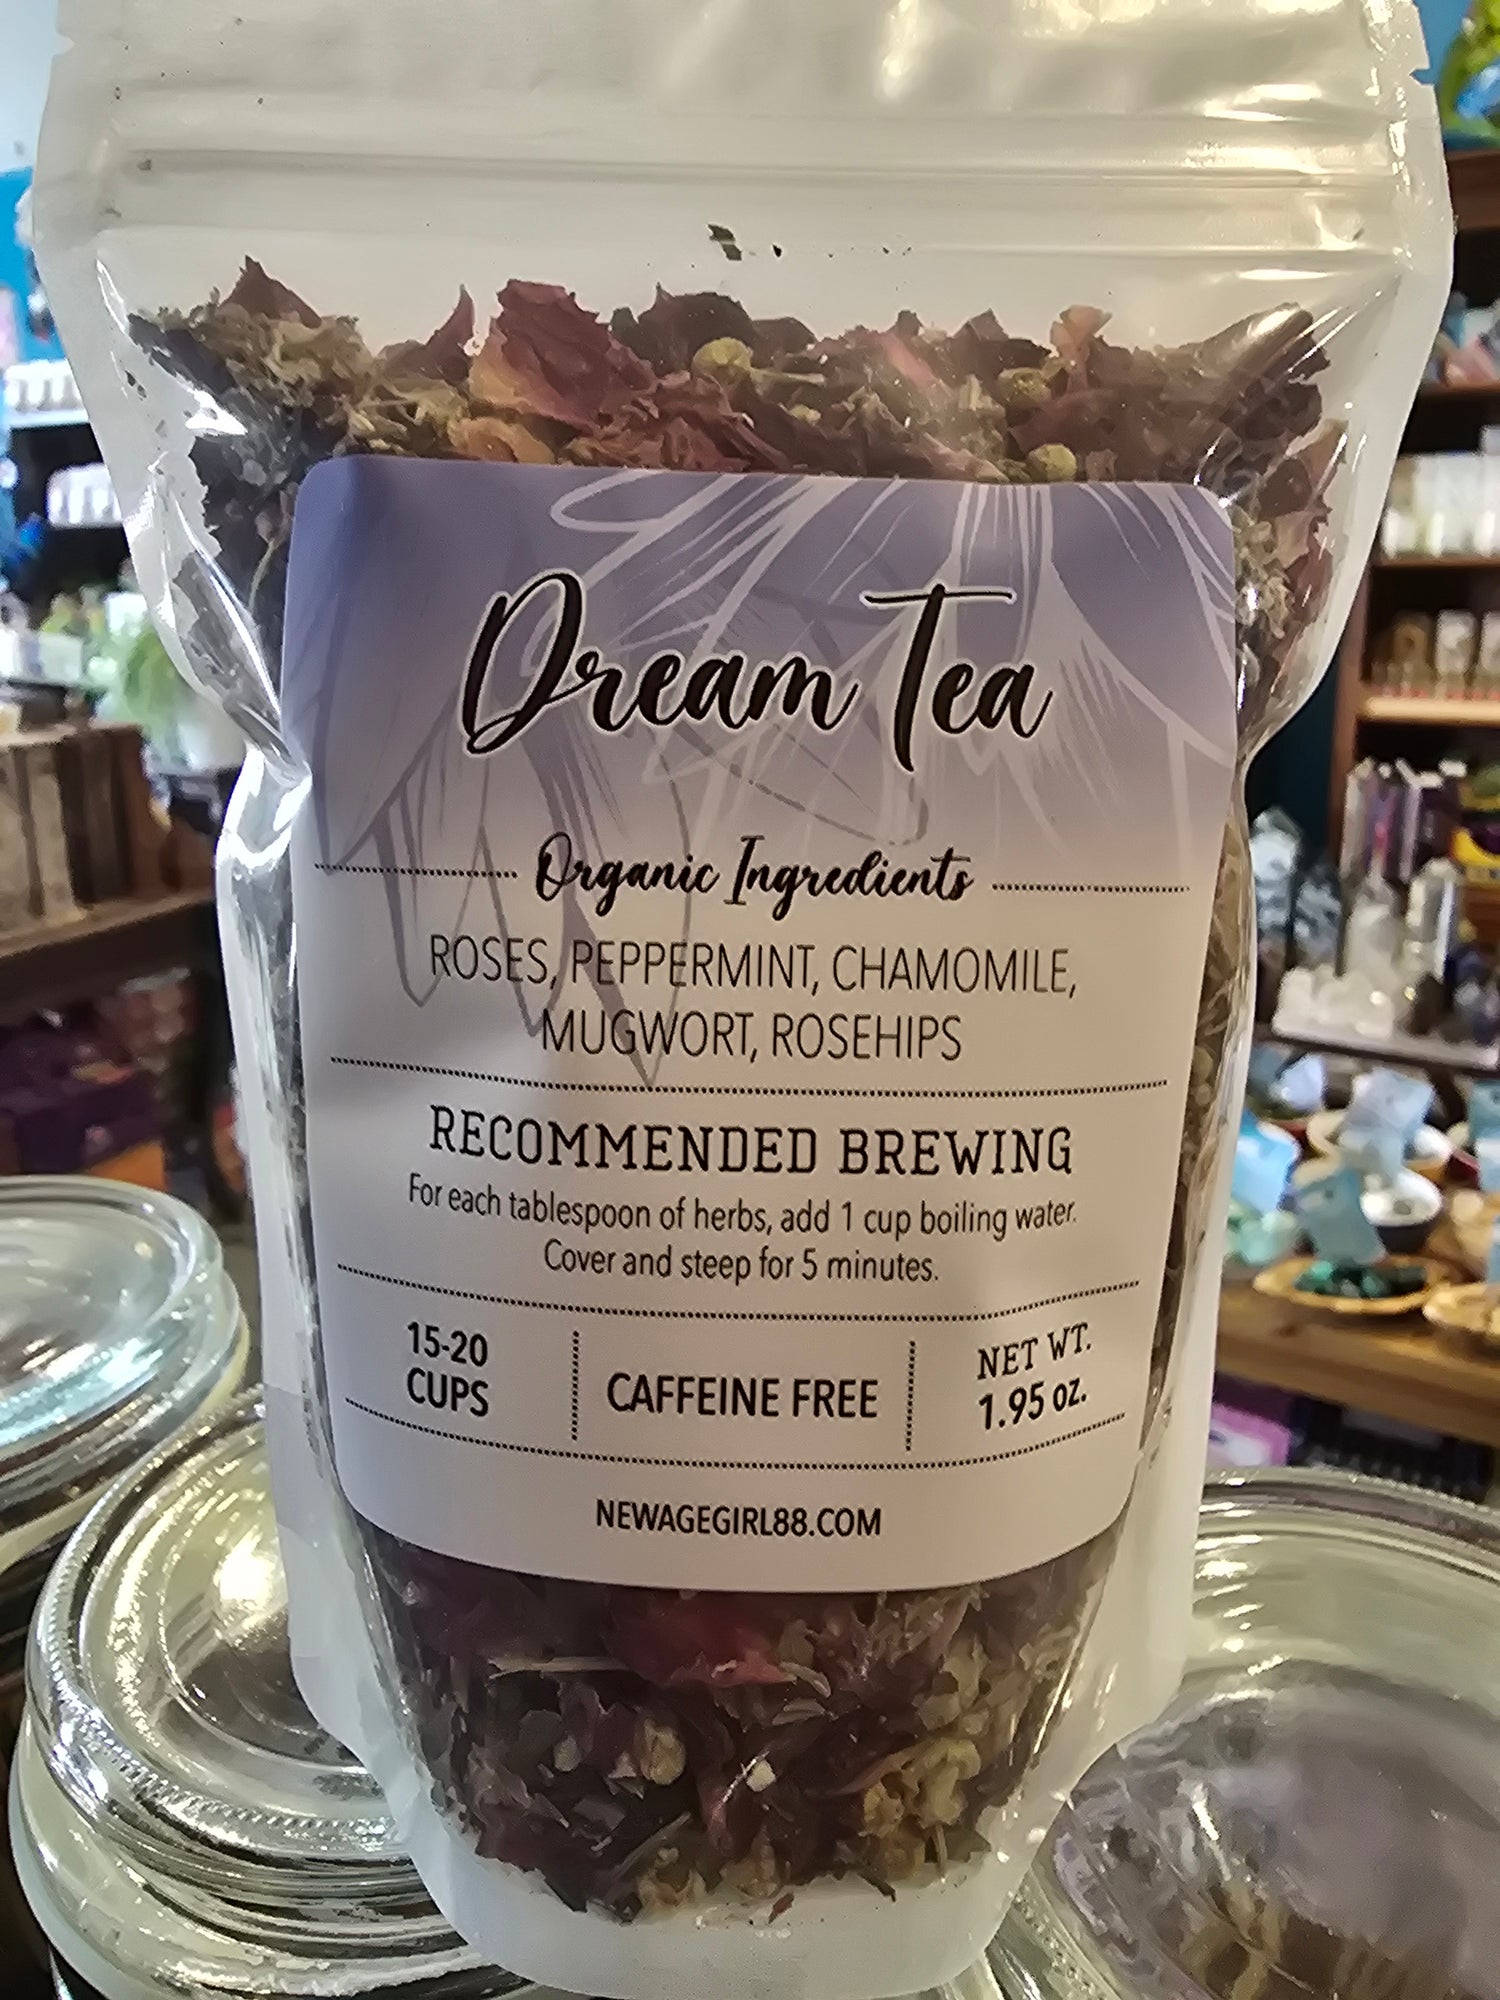 Dream Tea
Organic Ingredients
ROSES, PEPPERMINT, CHAMOMILE,
MUGWORT, ROSEHIPS
RECOMMENDED BREWING
For each tablespoon of herbs, add 1 cup boiling water.
Cover and steep for 5 minutes.
15-20
CUPS
CAFFEINE FREE
NET WT.
1.95 oz.
NEWAGEGIRL88.COM